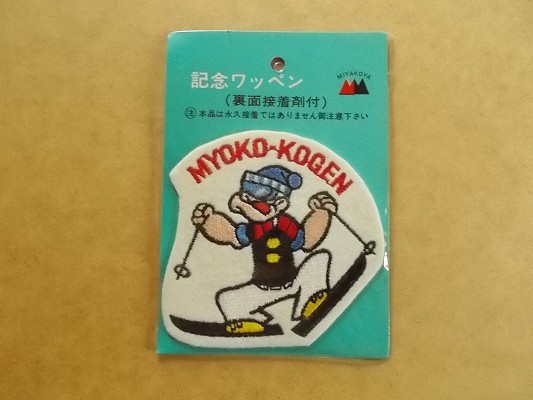 MIYAKOYA
記念ワッペン
(裏面接着剤付)
注 本品は永久接着ではありません御注意下さい
MYOKO-KOGEN